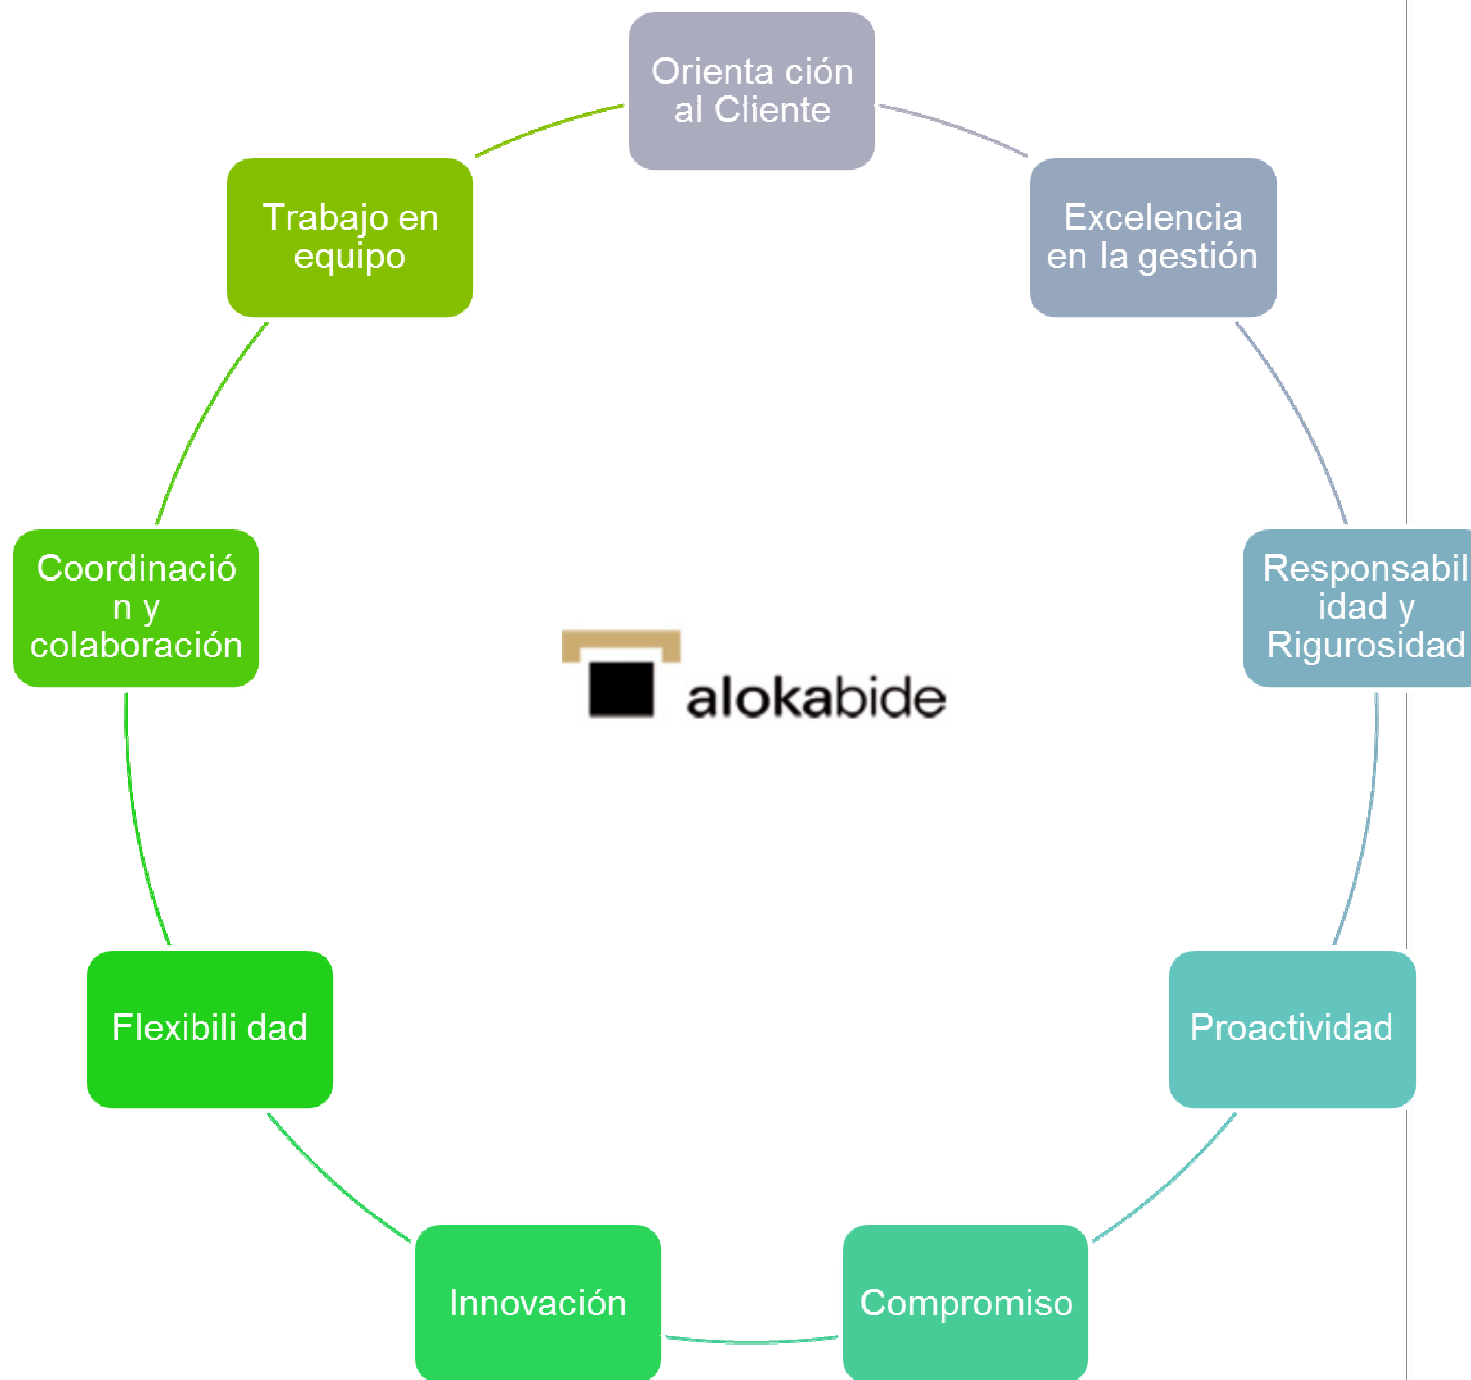 Orienta ción
al Cliente
Excelencia
en la gestión
Responsabil
idad y
Rigurosidad
Proactividad
Compromiso
Innovación
Flexibili dad
Coordinació
n y
colaboración
Trabajo en
equipo
alokabide